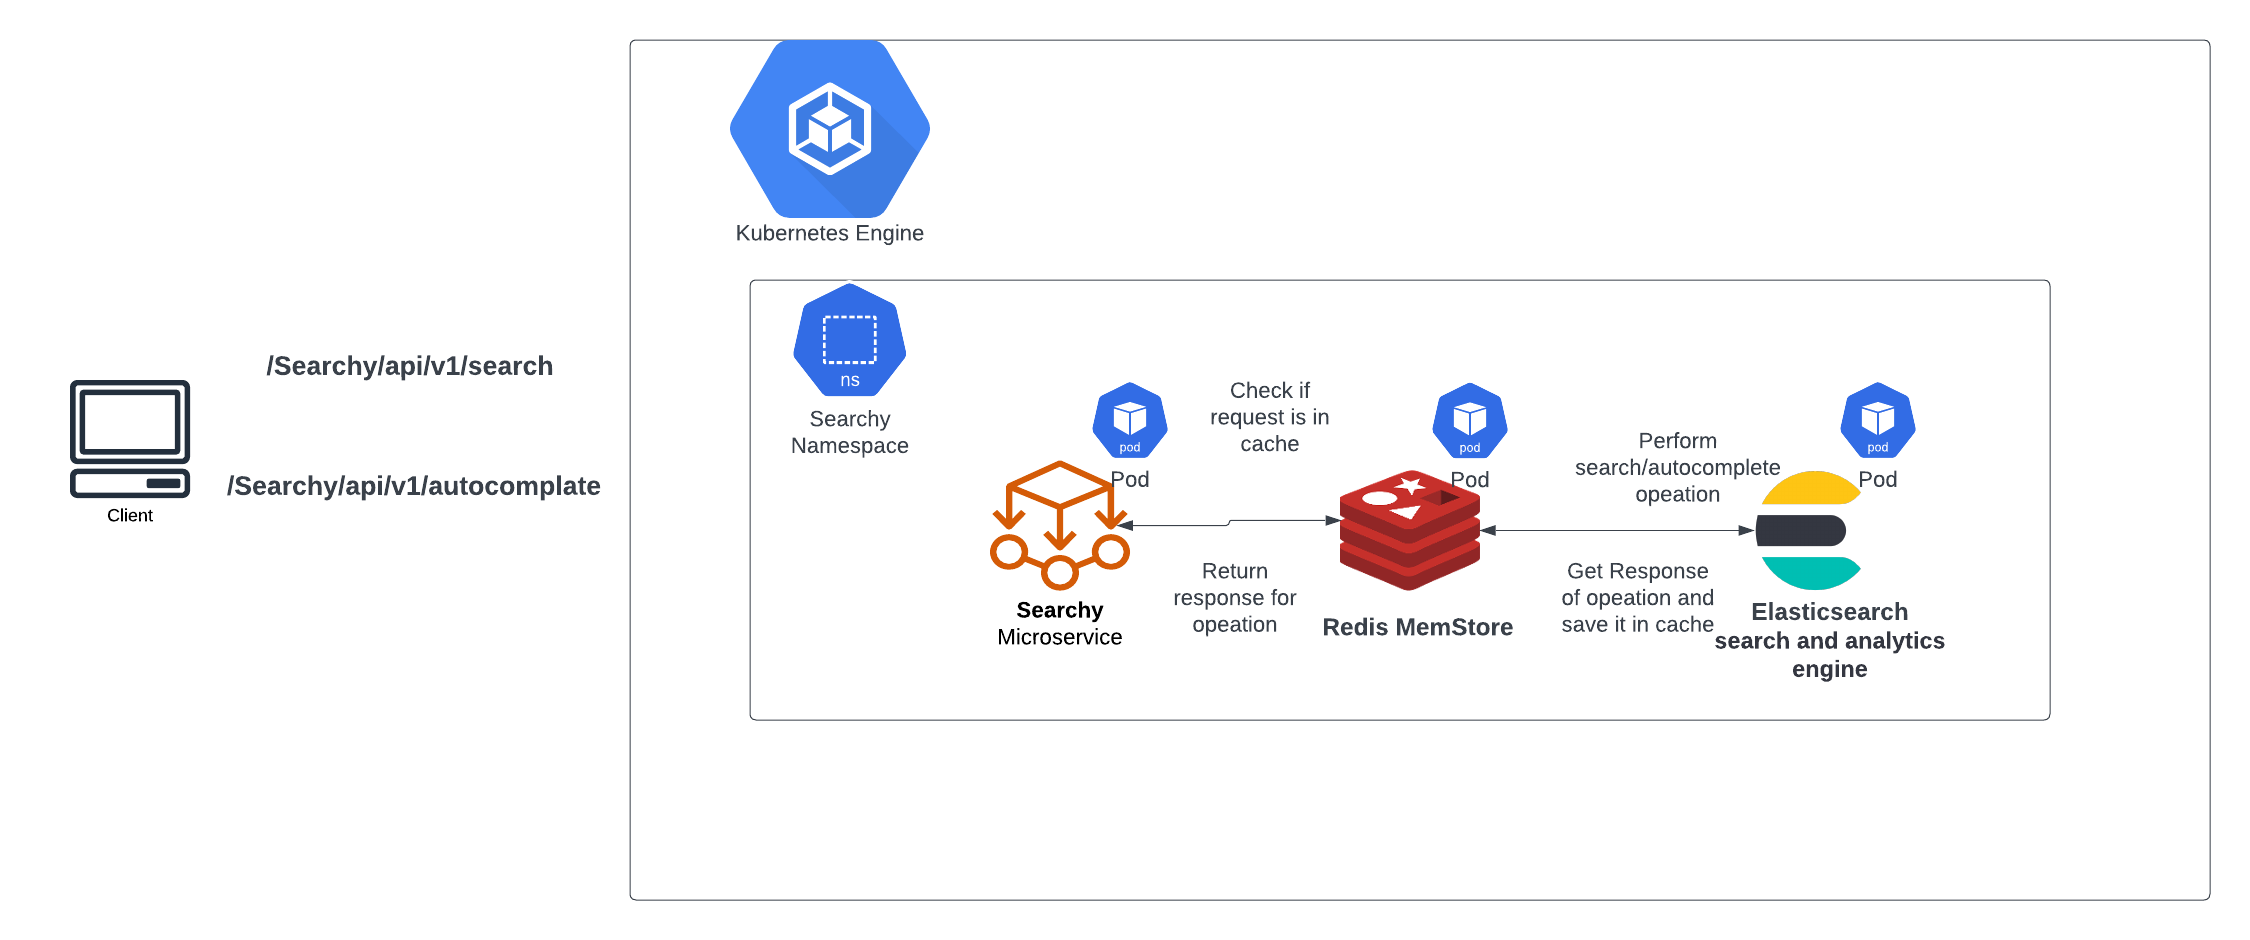 Kubernetes Engine
/Searchy/api/v1/search
/Searchy/api/v1/autocomplate
Client
ns
Searchy
Namespace
pod
Pod
Searchy
Microservice
Check if
request is in
cache
Return
response for
opeation
pod
Pod
Redis MemStore
Perform
search/autocomplete
opeation
Get Response
of opeation and
save it in cache
pod
Pod
Elasticsearch
search and analytics
engine